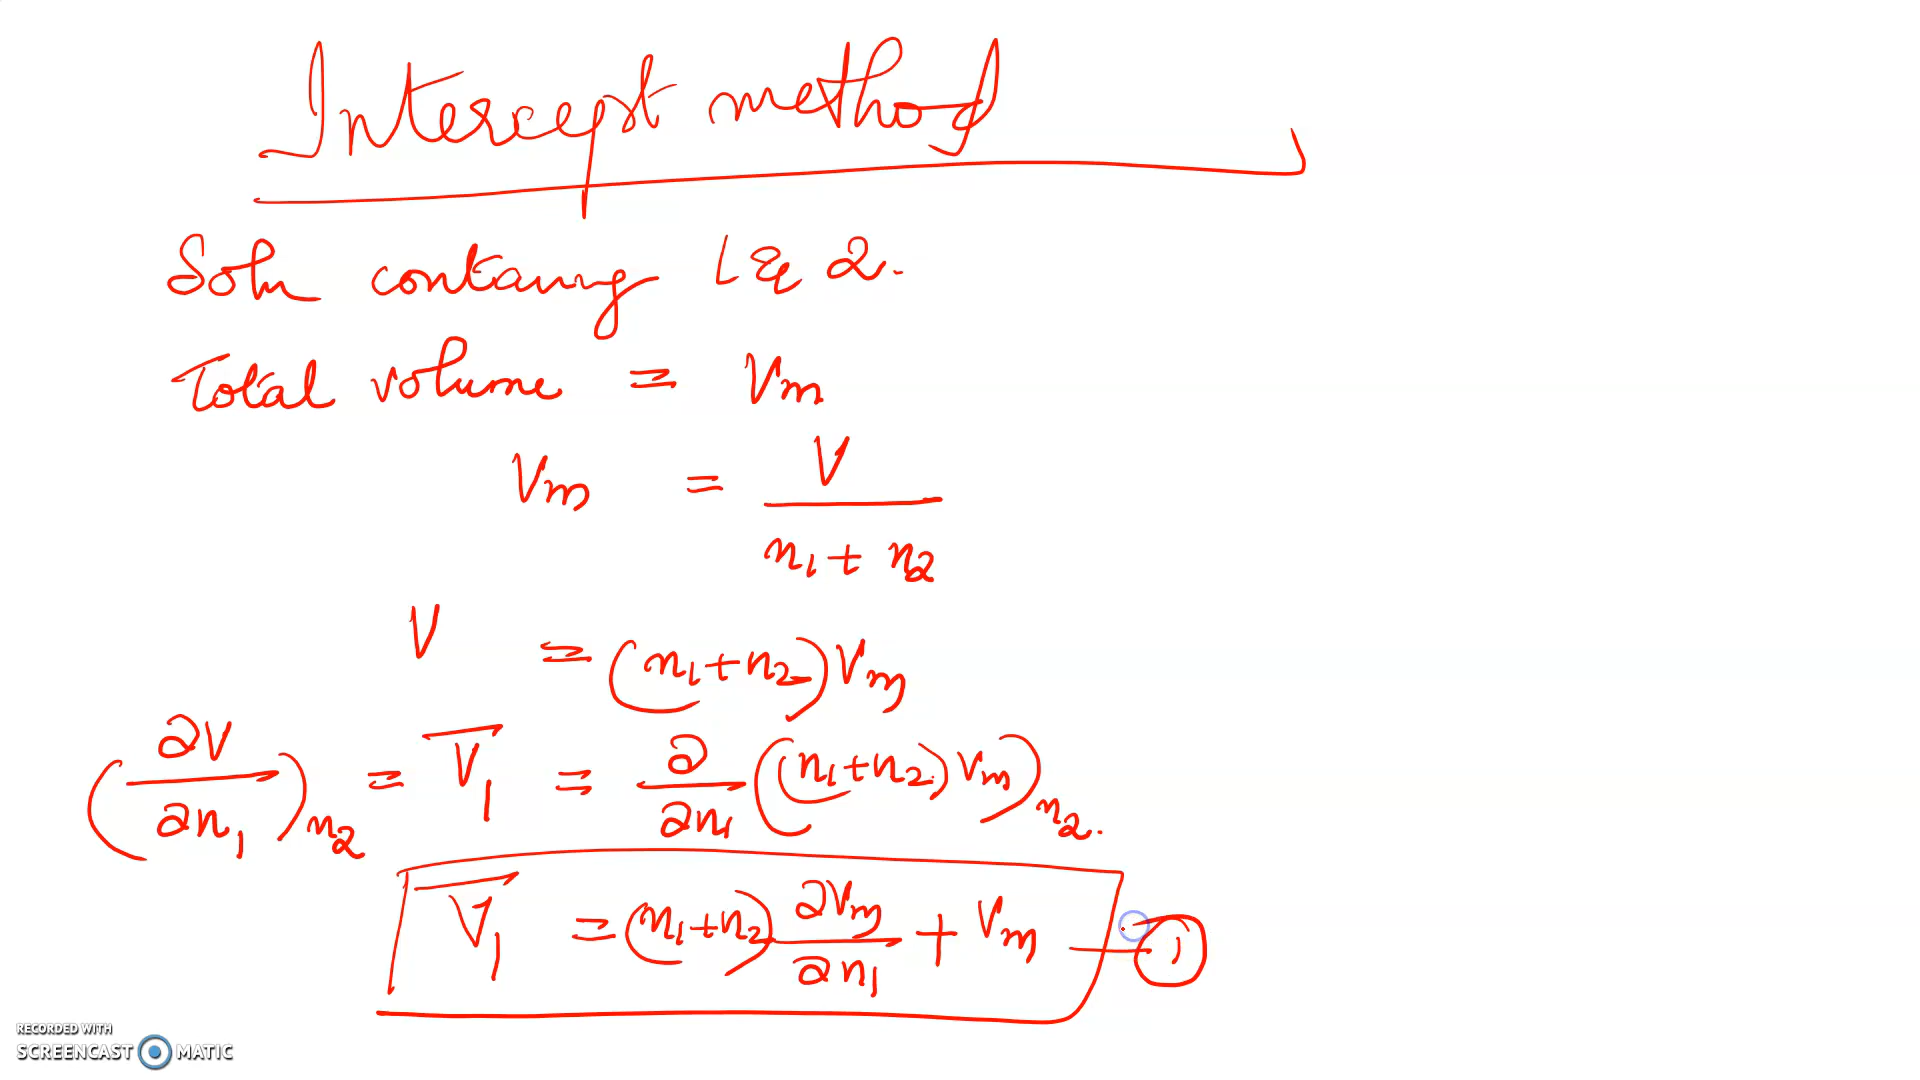 Intercept method
Soln containing 1 & 2.
Total volume = Vm
Vm = V / n1 + n2
V = (n1+n2)Vm
(∂V/∂n1)n2 = V̅1 = ∂/∂n1 ((n1+n2)Vm)n2.
V̅1 = (n1+n2) ∂Vm/∂n1 + Vm — ①
RECORDED WITH
SCREENCAST MATIC